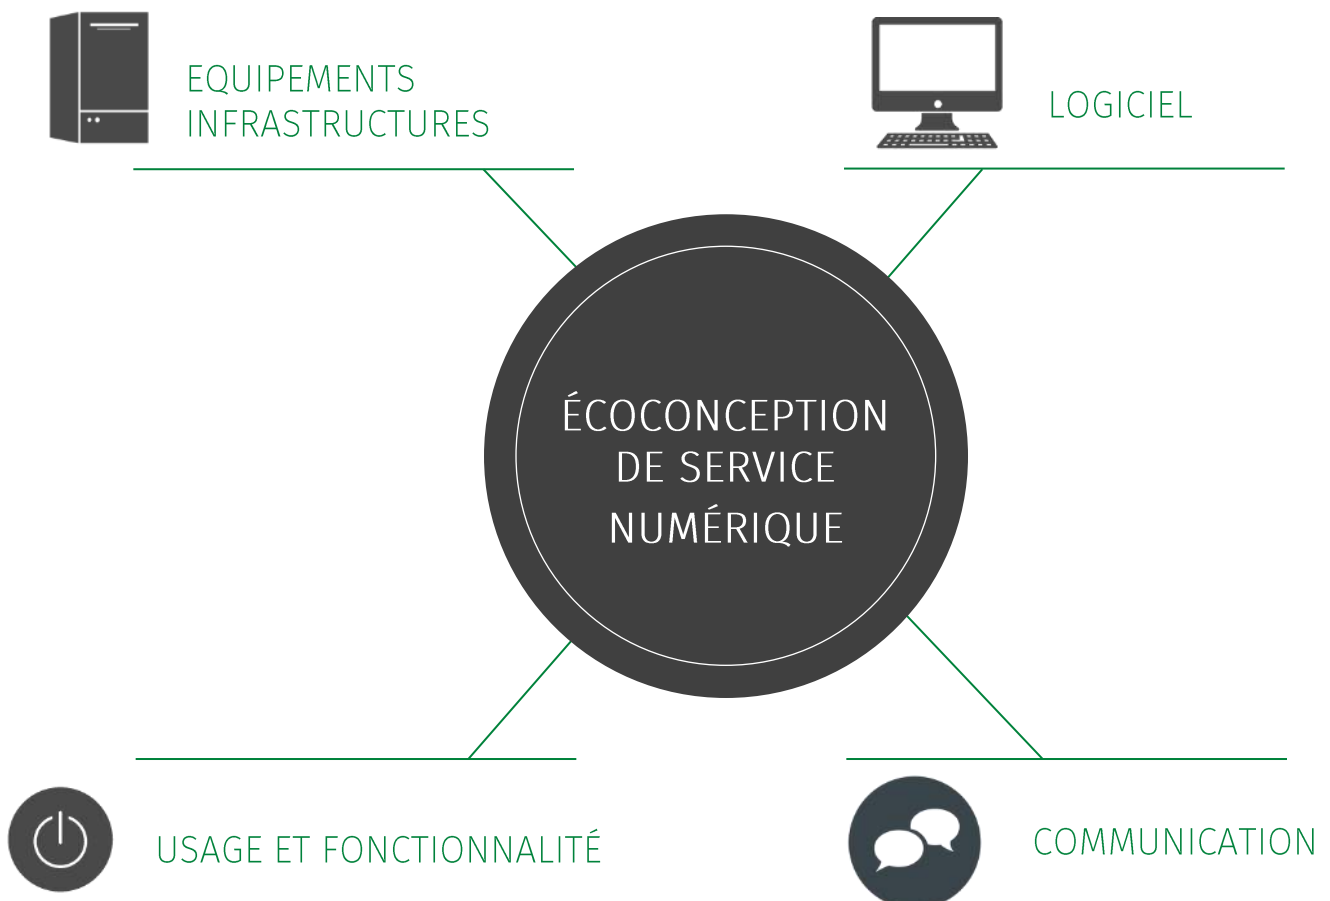 EQUIPEMENTS
INFRASTRUCTURES
LOGICIEL
ÉCOCONCEPTION
DE SERVICE
NUMÉRIQUE
USAGE ET FONCTIONNALITÉ
COMMUNICATION